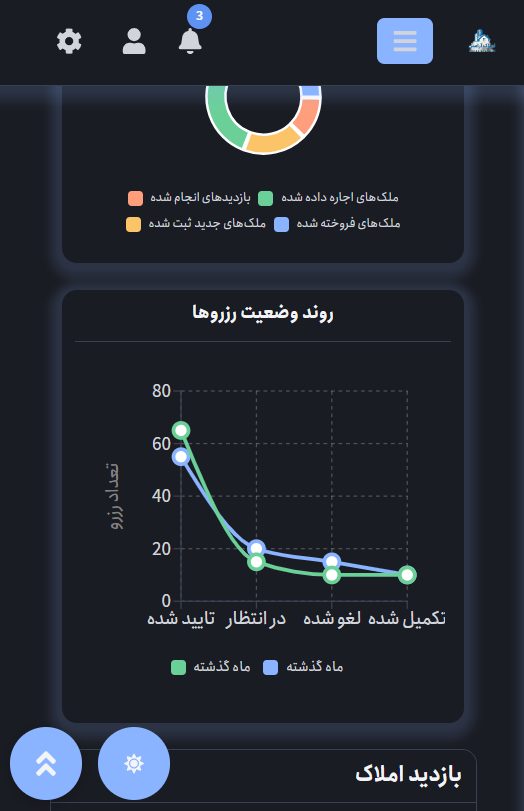 3
ملک‌های اجاره داده شده بازدیدهای انجام شده
ملک‌های فروخته شده ملک‌های جدید ثبت شده
روند وضعیت رزروها
80
60
40
20
0
تعداد رزرو
تایید شده در انتظار لغو شده تکمیل شده
ماه گذشته ماه گذشته
بازدید املاک